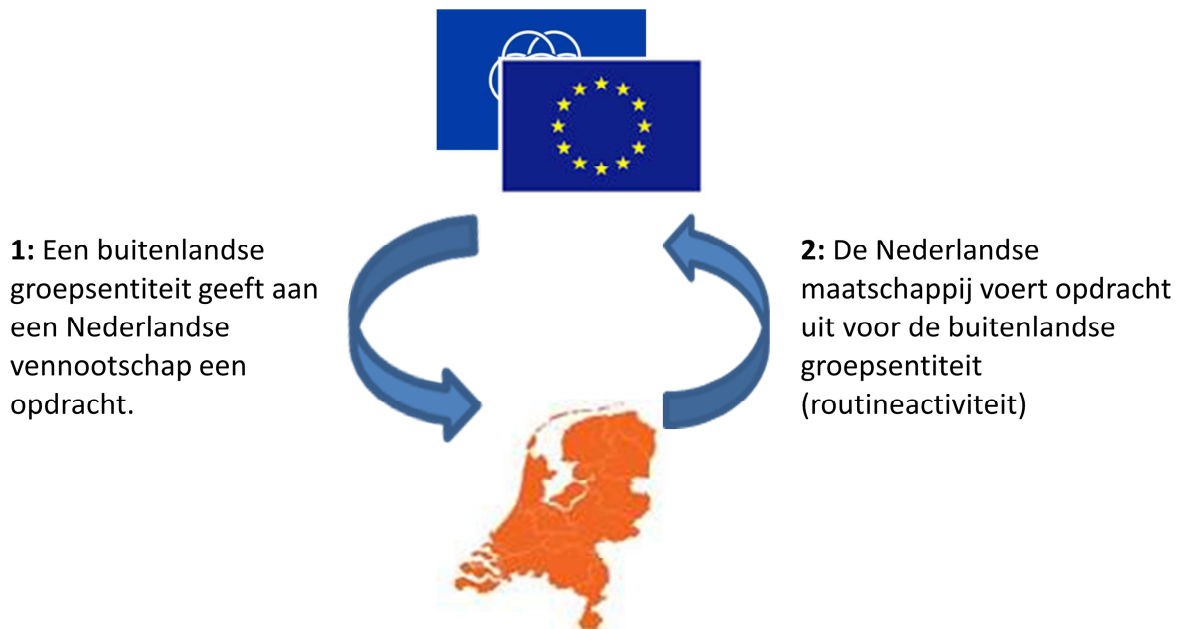 1: Een buitenlandse
groepsentiteit geeft aan
een Nederlandse
vennootschap een
opdracht.
2: De Nederlandse
maatschappij voert opdracht
uit voor de buitenlandse
groepsentiteit
(routineactiviteit)